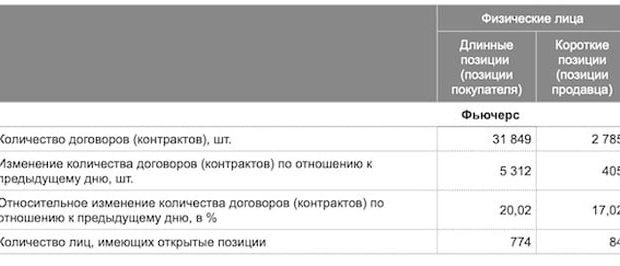 Физические лица
Длинные
позиции
(позиции
покупателя)
Короткие
позиции
(позиции
продавца)
Фьючерс
Количество договоров (контрактов), шт.
31 849
2 785
Изменение количества договоров (контрактов) по отношению к
предыдущему дню, шт.
5 312
405
Относительное изменение количества договоров (контрактов) по
отношению к предыдущему дню, в %
20,02
17,02
Количество лиц, имеющих открытые позиции
774
84